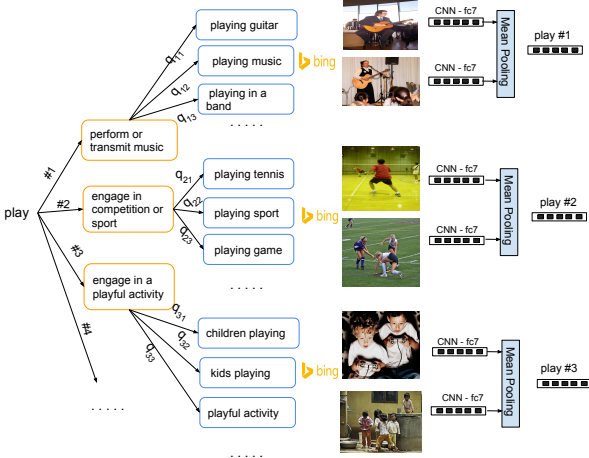 playing guitar
playing music
playing in a
band
. . . . .
q11
q12
q13
perform or
transmit music
bing
CNN - fc7
CNN - fc7
Mean Pooling
play #1
play
#1
#2
#3
#4
. . . . .
engage in
competition or
sport
q21
q22
q23
playing tennis
playing sport
playing game
. . . . .
bing
CNN - fc7
CNN - fc7
Mean Pooling
play #2
engage in a
playful activity
q31
q32
q33
children playing
kids playing
playful activity
. . . . .
bing
CNN - fc7
CNN - fc7
Mean Pooling
play #3